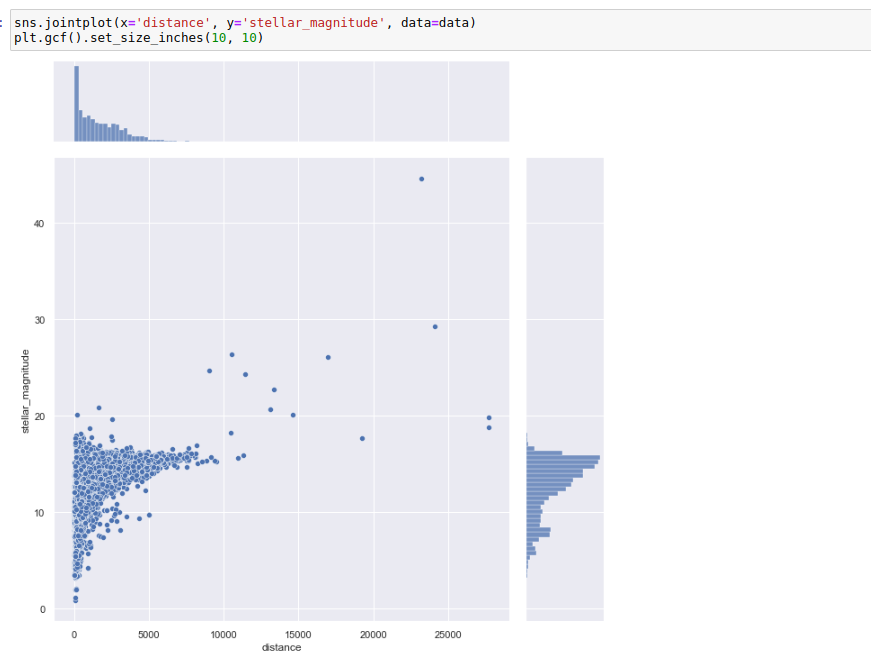 :
sns.jointplot(x='distance', y='stellar_magnitude', data=data)
plt.gcf().set_size_inches(10, 10)
40
30
20
10
0
stellar_magnitude
0 5000 10000 15000 20000 25000
distance